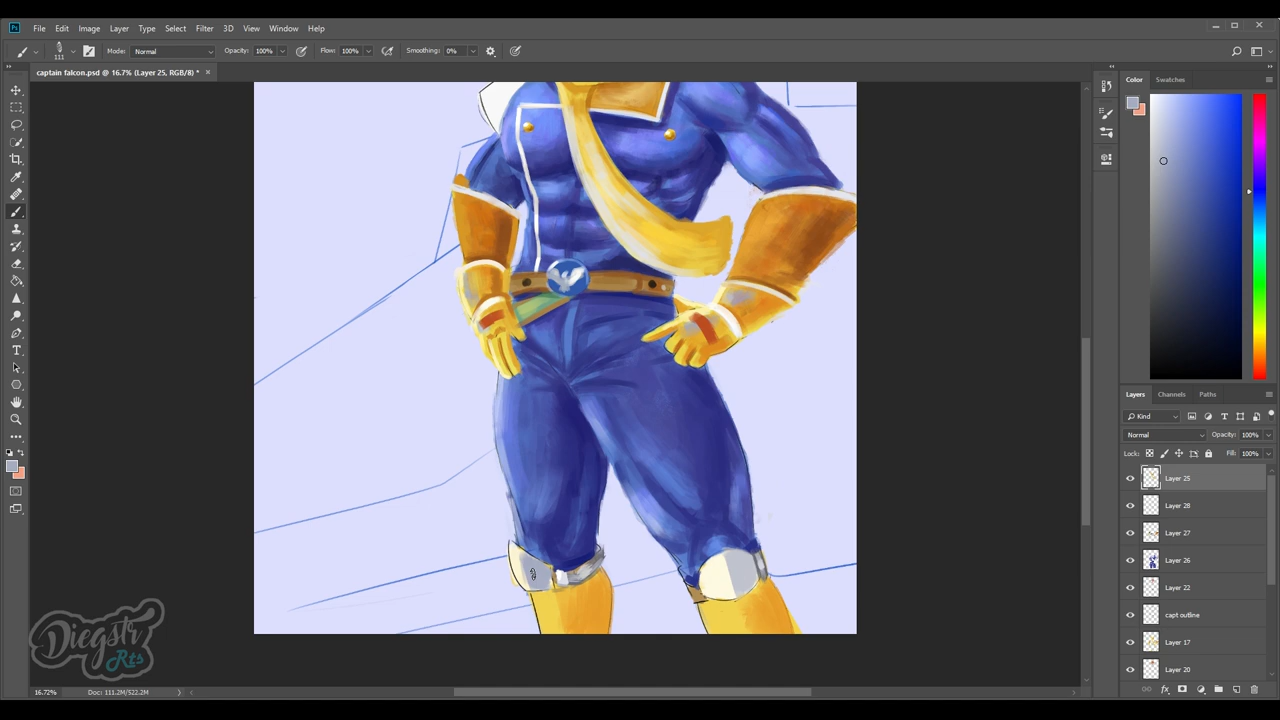 Ps File Edit Image Layer Type Select Filter 3D View Window Help
111 Mode: Normal Opacity: 100% Flow: 100% Smoothing: 0%
captain falcon.psd @ 16.7% (Layer 25, RGB/8) * ×
Color Swatches
Layers Channels Paths
Kind
Normal Opacity: 100%
Lock: Fill: 100%
Layer 25
Layer 28
Layer 27
Layer 26
Layer 22
capt outline
Layer 17
Layer 20
fx
Diegstr
Rts
16.72% Doc: 111.2M/522.2M